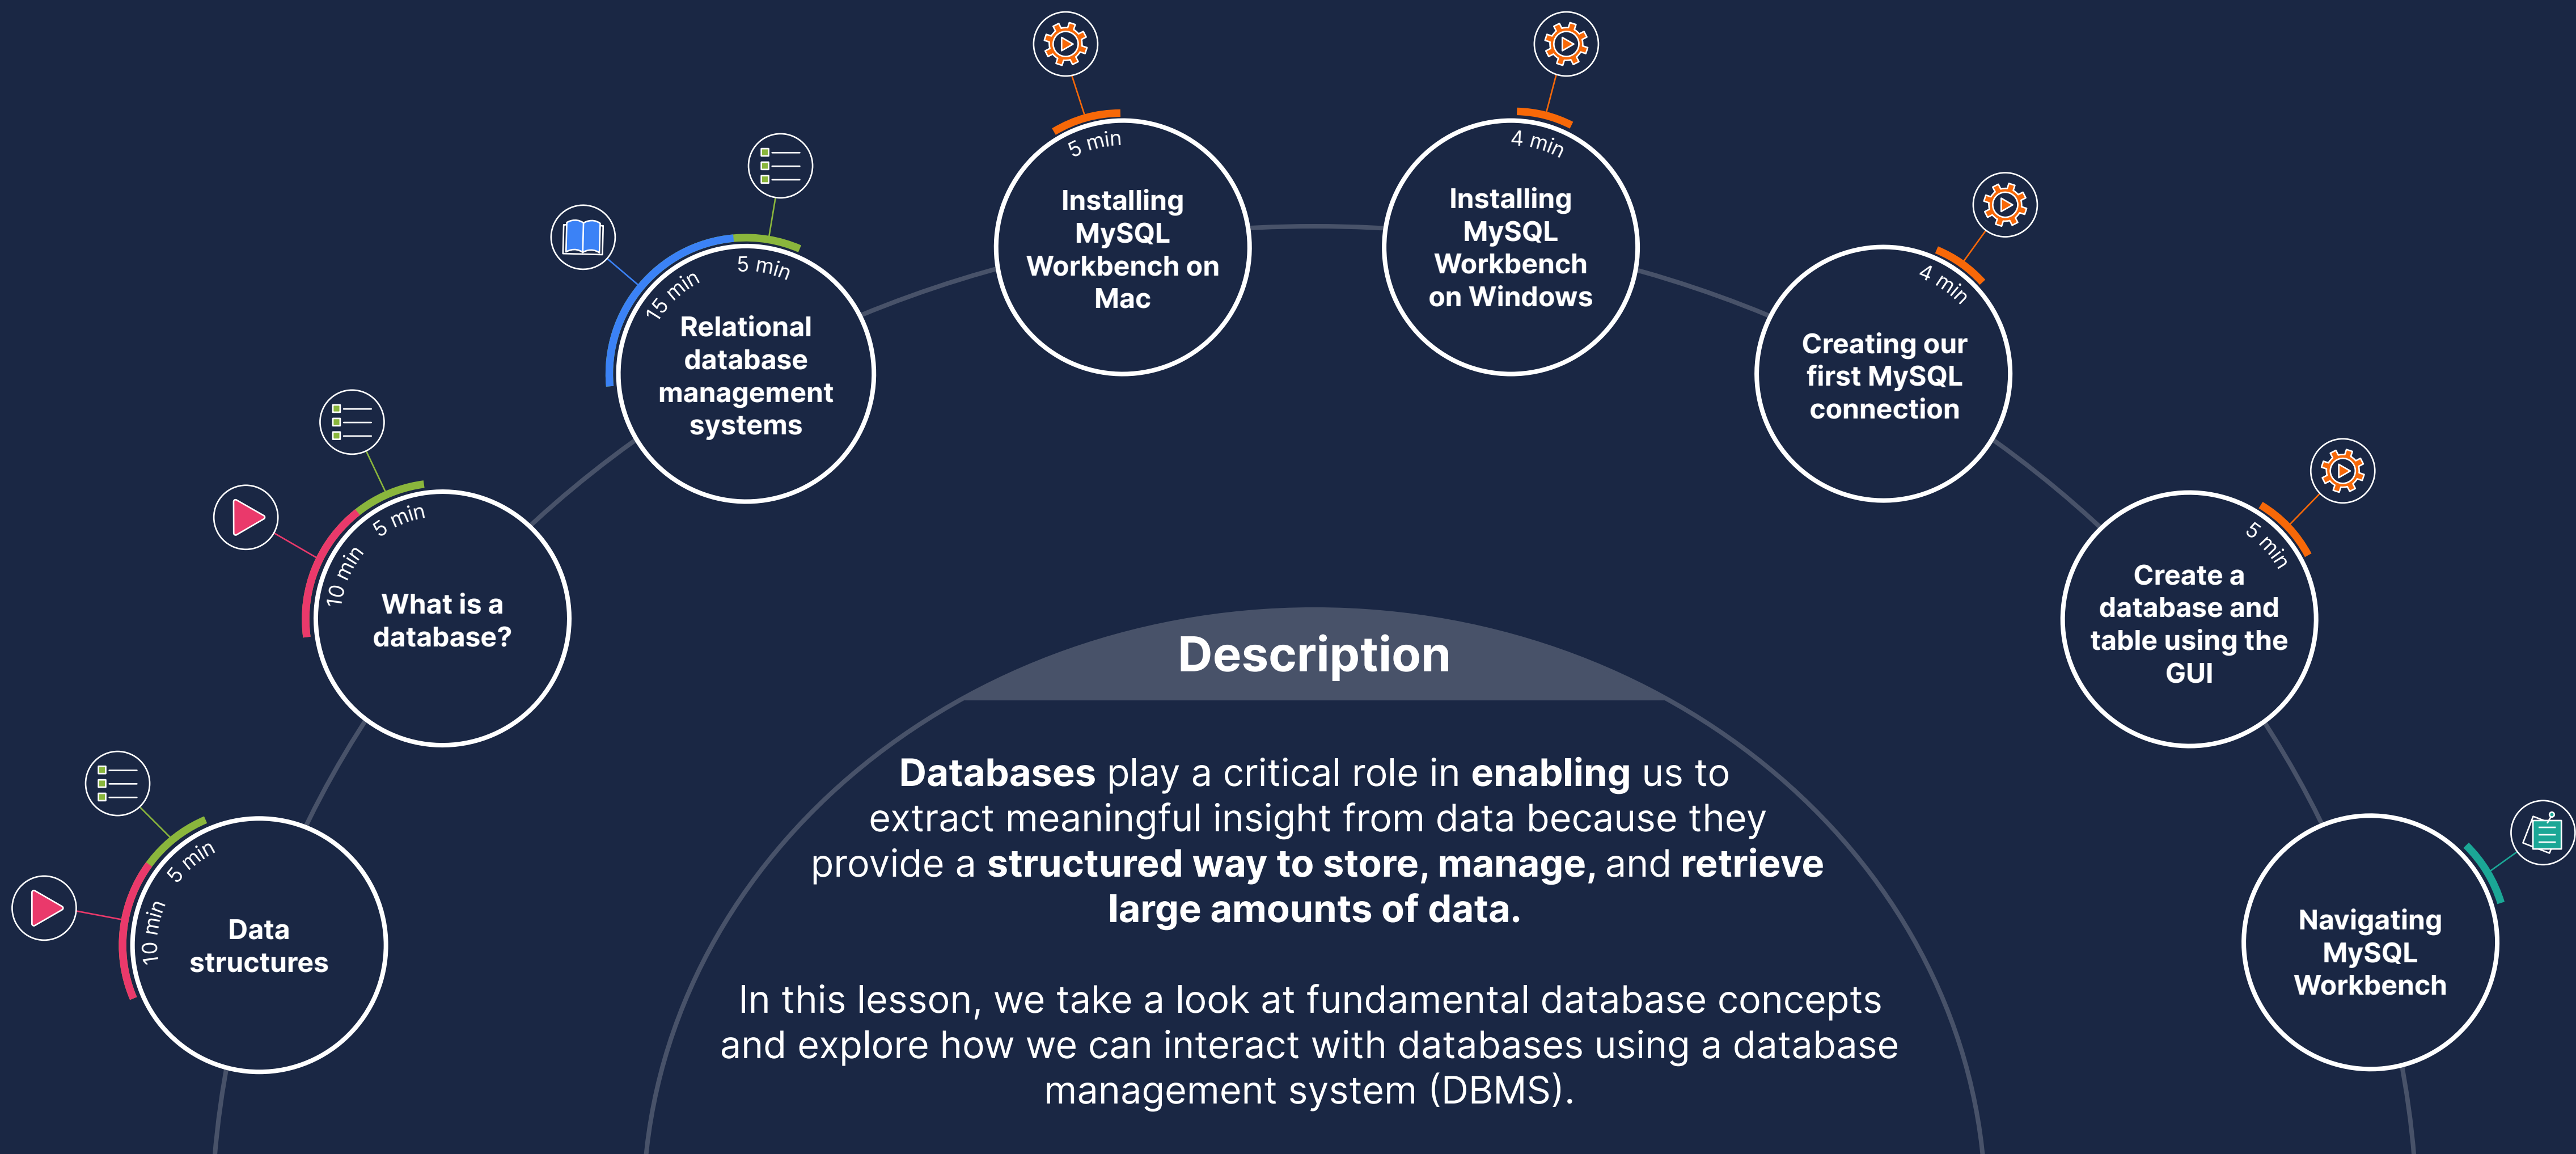 10 min
5 min
Data
structures
10 min
5 min
What is a
database?
15 min
5 min
Relational
database
management
systems
5 min
Installing
MySQL
Workbench on
Mac
4 min
Installing
MySQL
Workbench
on Windows
4 min
Creating our
first MySQL
connection
5 min
Create a
database and
table using the
GUI
Navigating
MySQL
Workbench
Description
Databases play a critical role in enabling us to
extract meaningful insight from data because they
provide a structured way to store, manage, and retrieve
large amounts of data.
In this lesson, we take a look at fundamental database concepts
and explore how we can interact with databases using a database
management system (DBMS).